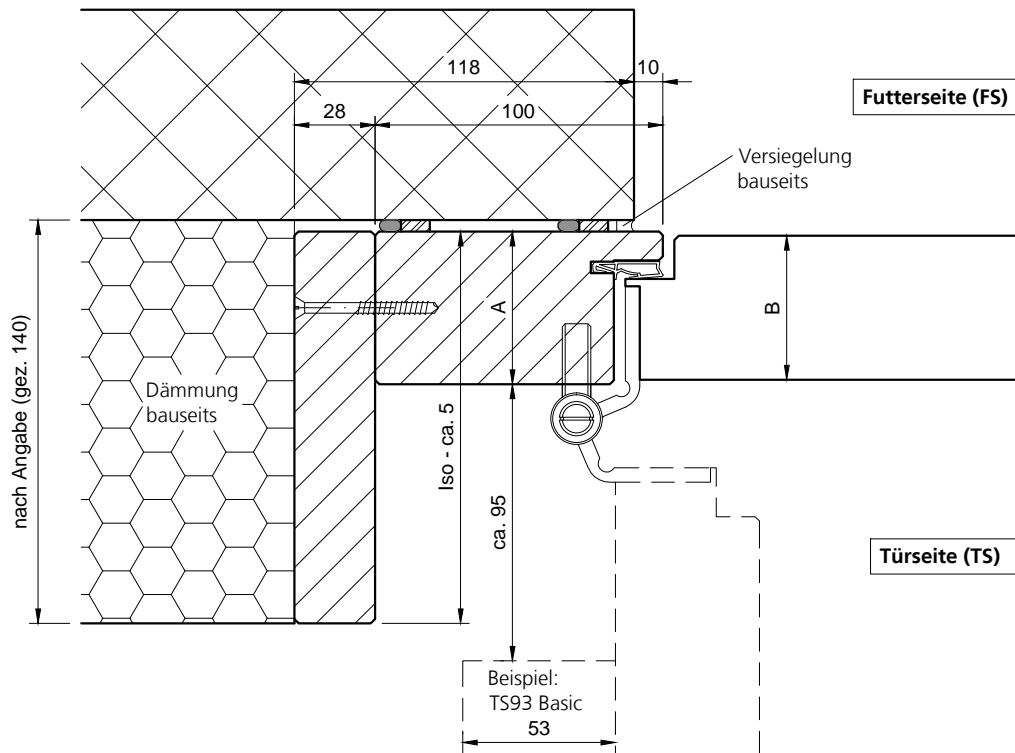 118
10
Futterseite (FS)
28
100
Versiegelung
bauseits
nach Angabe (gez. 140)
Dämmung
bauseits
Iso - ca. 5
A
B
ca. 95
Türseite (TS)
Beispiel:
TS93 Basic
53